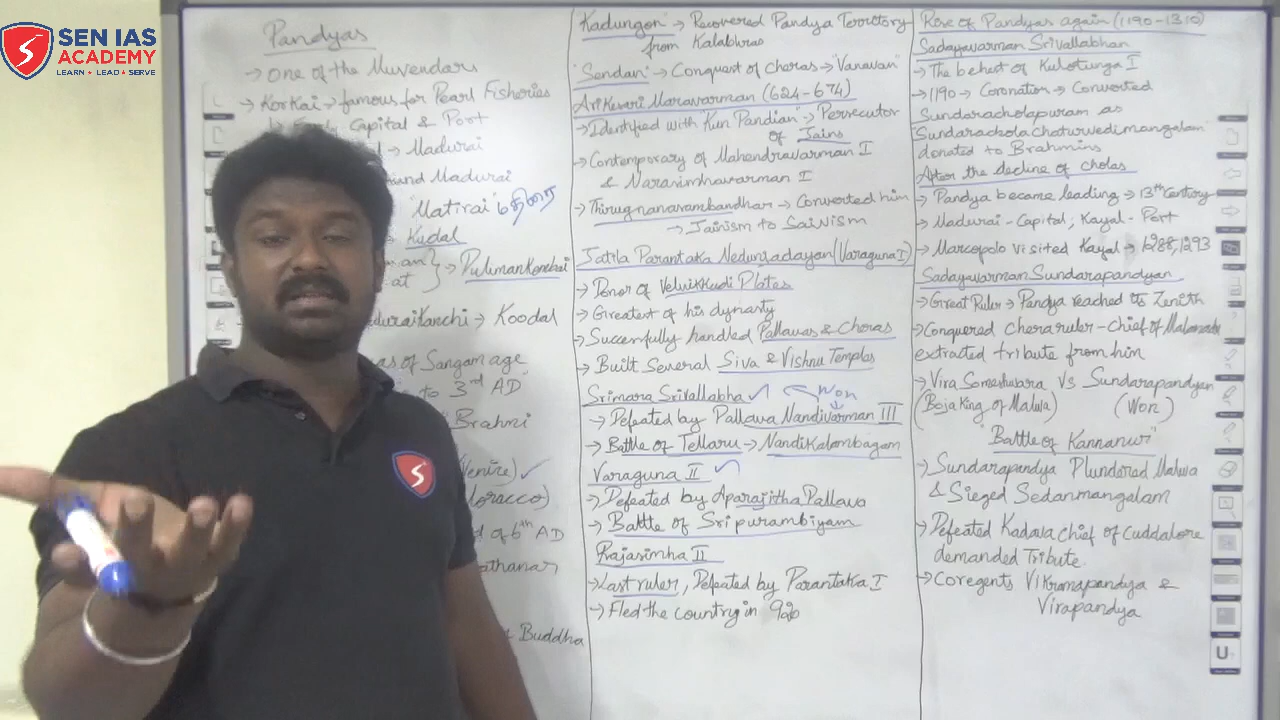 SEN IAS
ACADEMY
LEARN ★ LEAD ★ SERVE
Pandyas
→ One of the Muvendars
→ Korkai → famous for Pearl Fisheries
Capital & Port
→ Madurai
and Madurai
"Matirai" மதிரை
→ Kudal
→ Pulimankombai
at
Maduraikanchi → Koodal
as of Sangam age
to 3rd AD
Brahmi
(Venice) ✓
(Morocco)
of 6th AD
Buddha
Kadungon → Recovered Pandya Territory
from Kalabhras
"Sendan" → Conquest of Cheras → Vanavan
Arikesari Maravarman (624-674)
→ Identified with "Kun Pandian" → Persecutor
of Jains
→ Contemporary of Mahendravarman I
& Narasimhavarman I
→ Thirugnanasambandhar → Converted him
→ Jainism to Saivism
Jatila Parantaka Nedunjadayan (Varaguna I)
→ Donor of Velvikkudi Plates
→ Greatest of his dynasty
→ Succenfully handled Pallavas & Cheras
→ Built Several Siva & Vishnu Temples
Srimara Srivallabha ✓ ← Won
→ Defeated by Pallava Nandivarman III
→ Battle of Tellaru → Nandikalambagam
Varaguna II ✓
→ Defeated by Aparajitha Pallava
→ Battle of Sripurambiyam
Rajasimha II
→ Last ruler, Defeated by Parantaka I
→ Fled the country in 920
Rise of Pandyas again (1190-1310)
Sadayavarman Srivallabhan
→ The behest of Kulotunga I
→ 1190 → Coronation → Converted
Sundaracholapuram as
"Sundarachola Chaturvedimangalam"
donated to Brahmins
After the decline of cholas
→ Pandya became leading → 13th Century
→ Madurai - Capital; Kayal - Port
→ Marcopolo visited Kayal → 1288, 1293
Sadayavarman Sundarapandyan
→ Great Ruler → Pandya reached its Zenith
→ Conquered Chera ruler - Chief of Malanadu
extracted tribute from him
→ Vira Someshwara Vs Sundarapandyan
(Boja King of Malwa) (Won)
"Battle of Kannanur"
→ Sundarapandya Plundored Malwa
& Sieged Sedanmangalam
→ Defeated Kadava Chief of Cuddalore
demanded Tribute.
→ Coregents Vikramapandya &
Virapandya